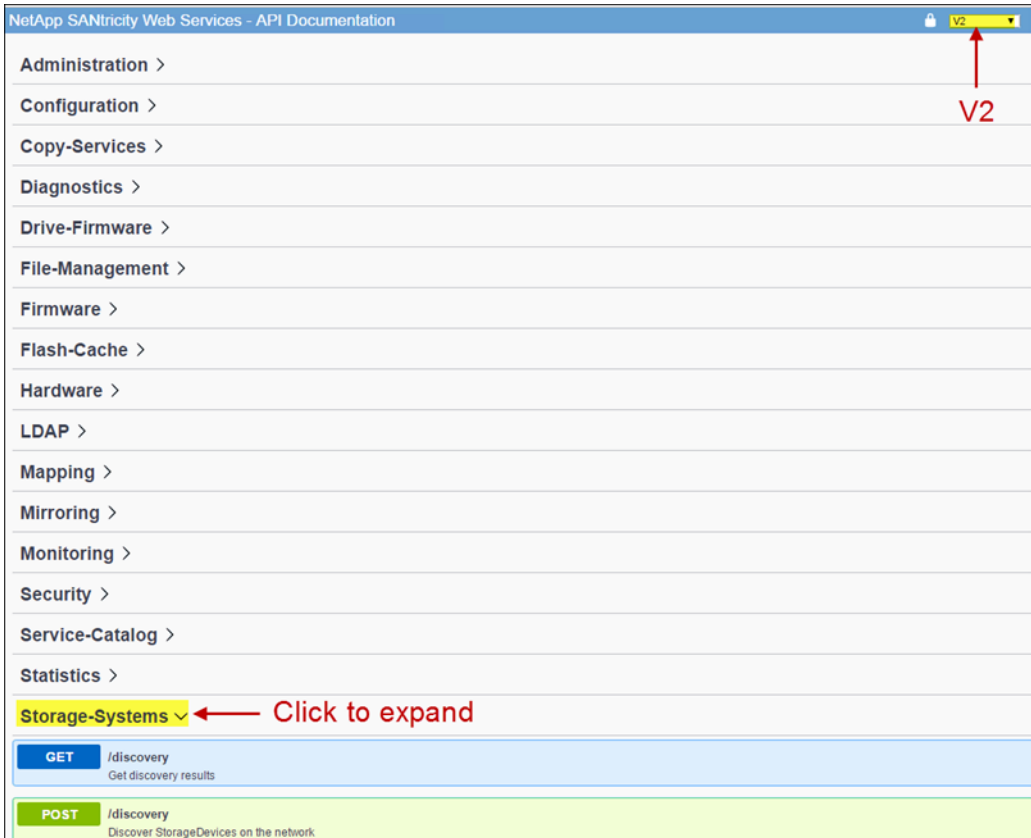 NetApp SANtricity Web Services - API Documentation
V2
V2
Administration >
Configuration >
Copy-Services >
Diagnostics >
Drive-Firmware >
File-Management >
Firmware >
Flash-Cache >
Hardware >
LDAP >
Mapping >
Mirroring >
Monitoring >
Security >
Service-Catalog >
Statistics >
Storage-Systems
Click to expand
GET /discovery
Get discovery results
POST /discovery
Discover StorageDevices on the network